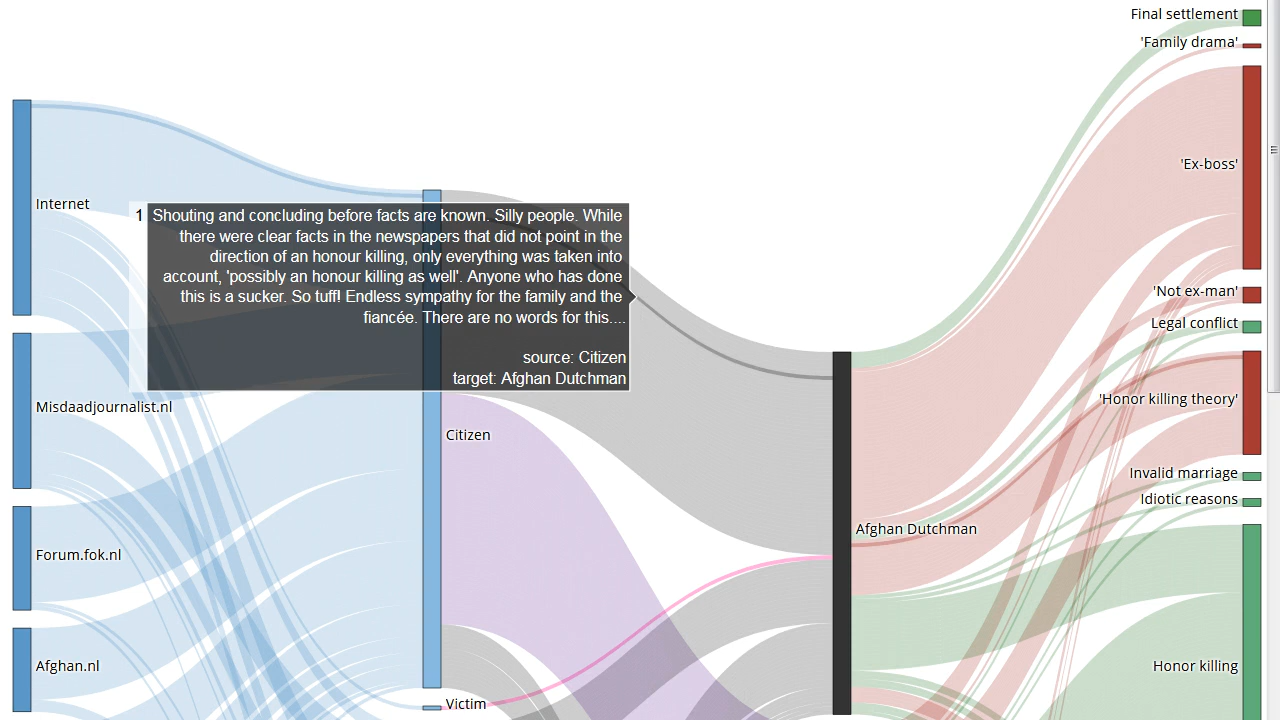 Final settlement
'Family drama'
'Ex-boss'
Internet
1 Shouting and concluding before facts are known. Silly people. While
there were clear facts in the newspapers that did not point in the
direction of an honour killing, only everything was taken into
account, 'possibly an honour killing as well'. Anyone who has done
this is a sucker. So tuff! Endless sympathy for the family and the
fiancée. There are no words for this....
source: Citizen
target: Afghan Dutchman
'Not ex-man'
Legal conflict
'Honor killing theory'
Misdaadjournalist.nl
Citizen
Invalid marriage
Idiotic reasons
Afghan Dutchman
Forum.fok.nl
Afghan.nl
Honor killing
Victim